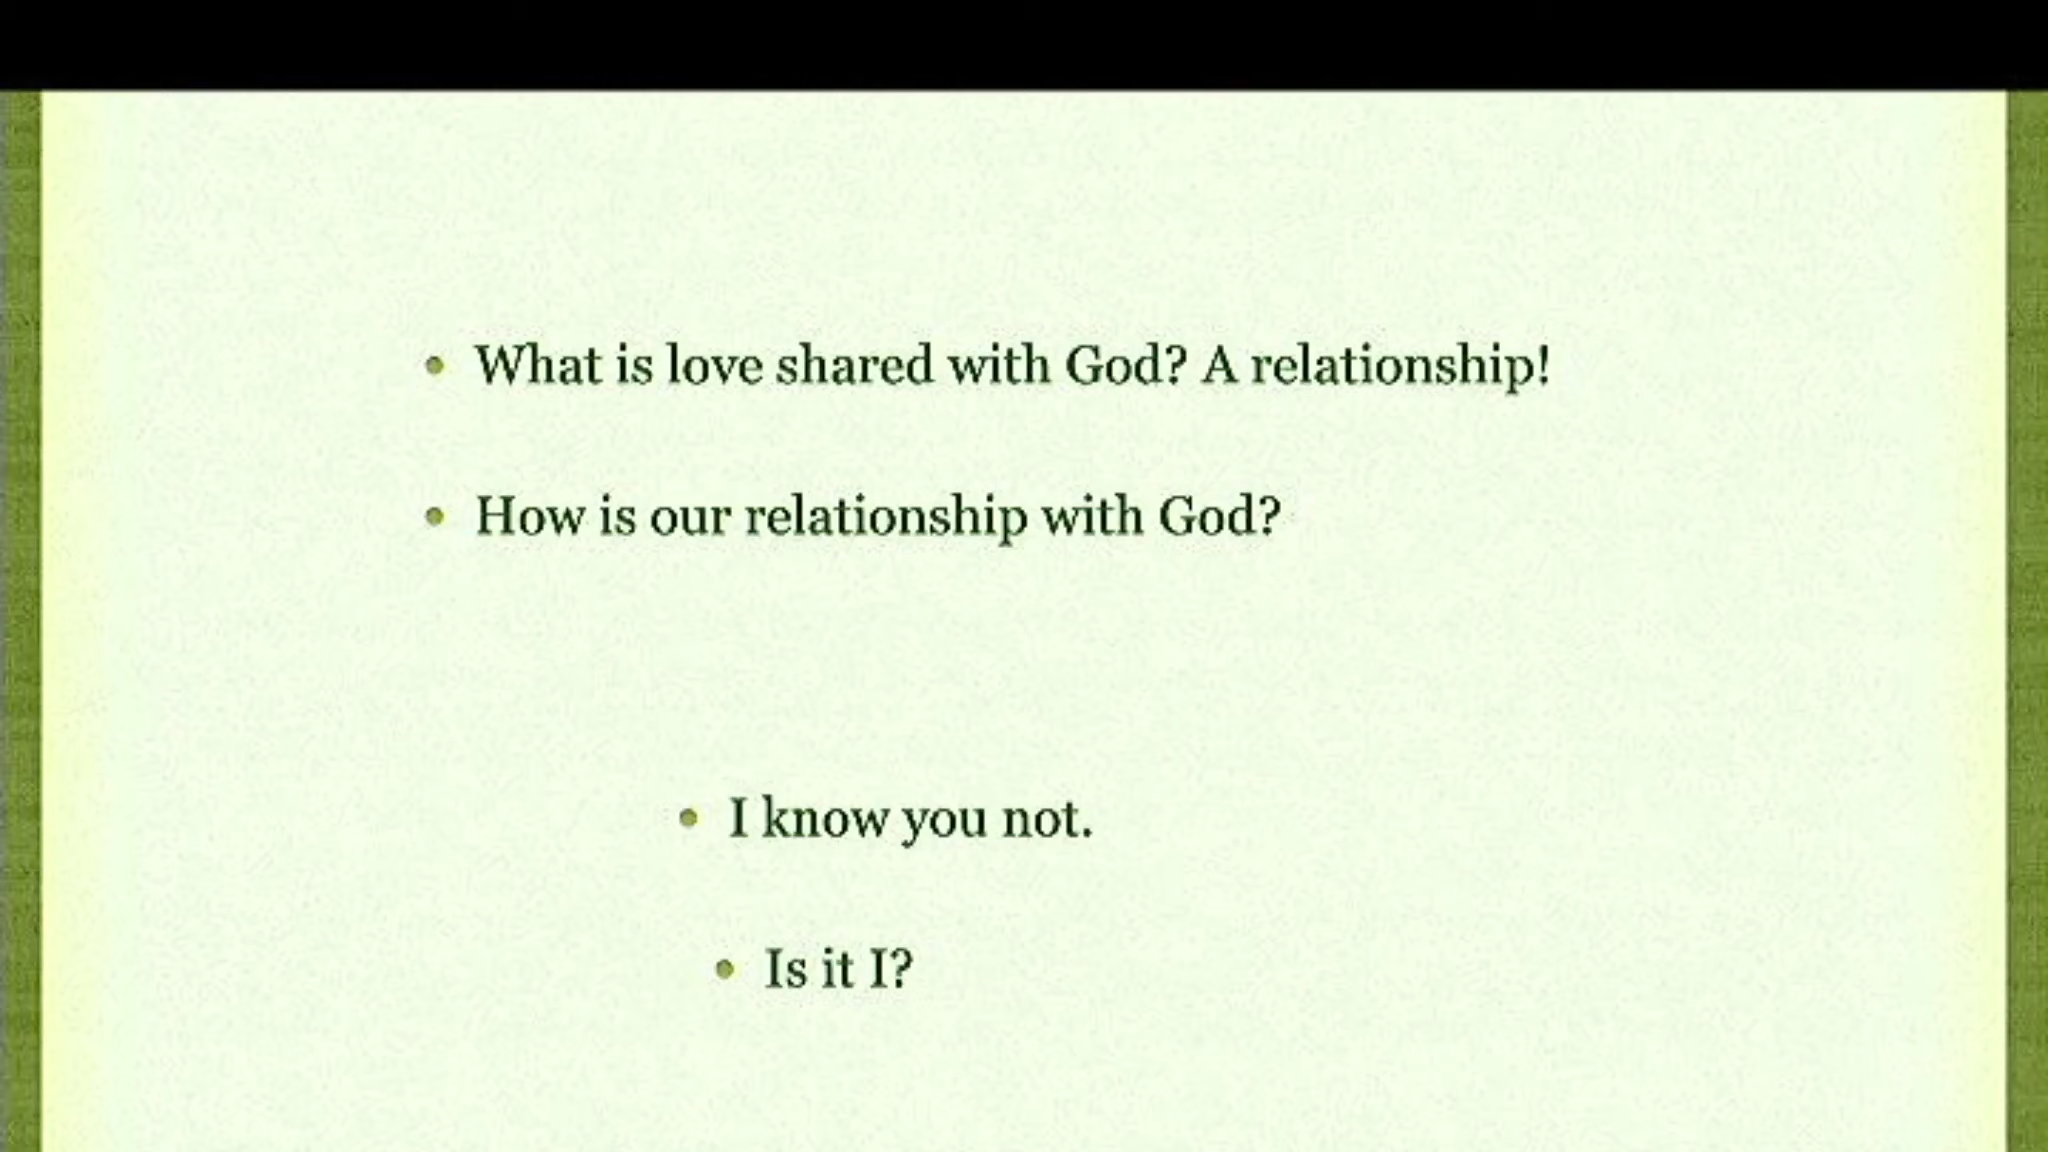 • What is love shared with God? A relationship!
• How is our relationship with God?
• I know you not.
• Is it I?